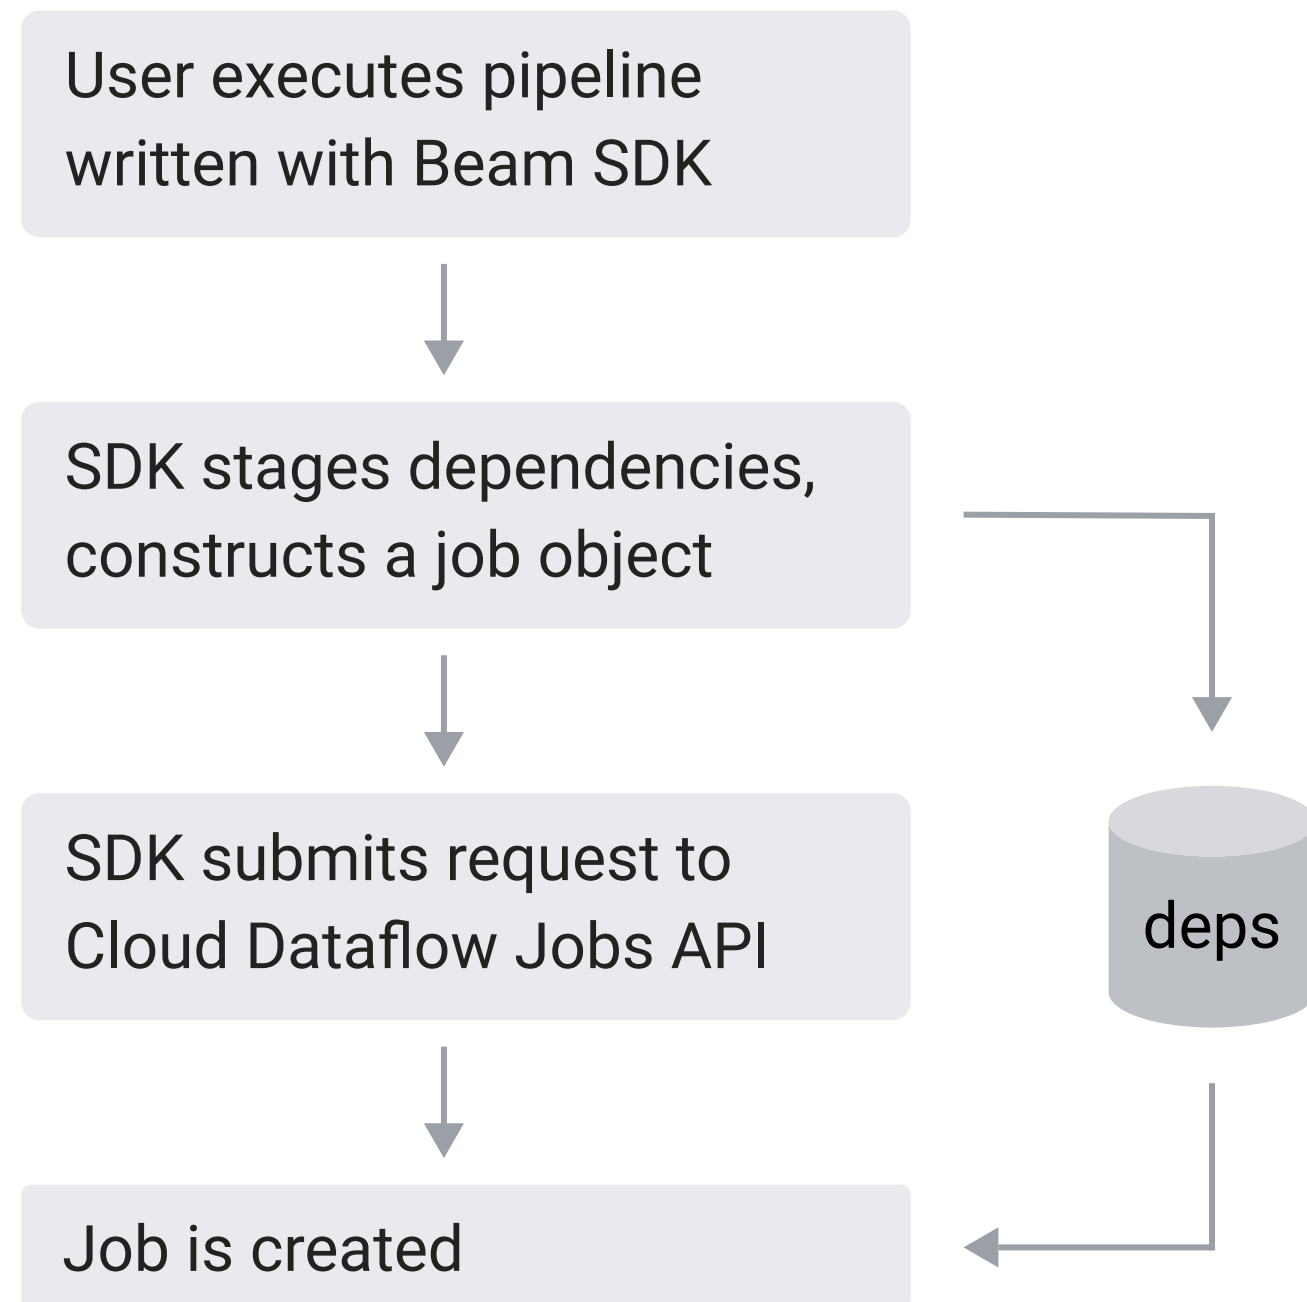 User executes pipeline
written with Beam SDK
SDK stages dependencies,
constructs a job object
SDK submits request to
Cloud Dataflow Jobs API
deps
Job is created